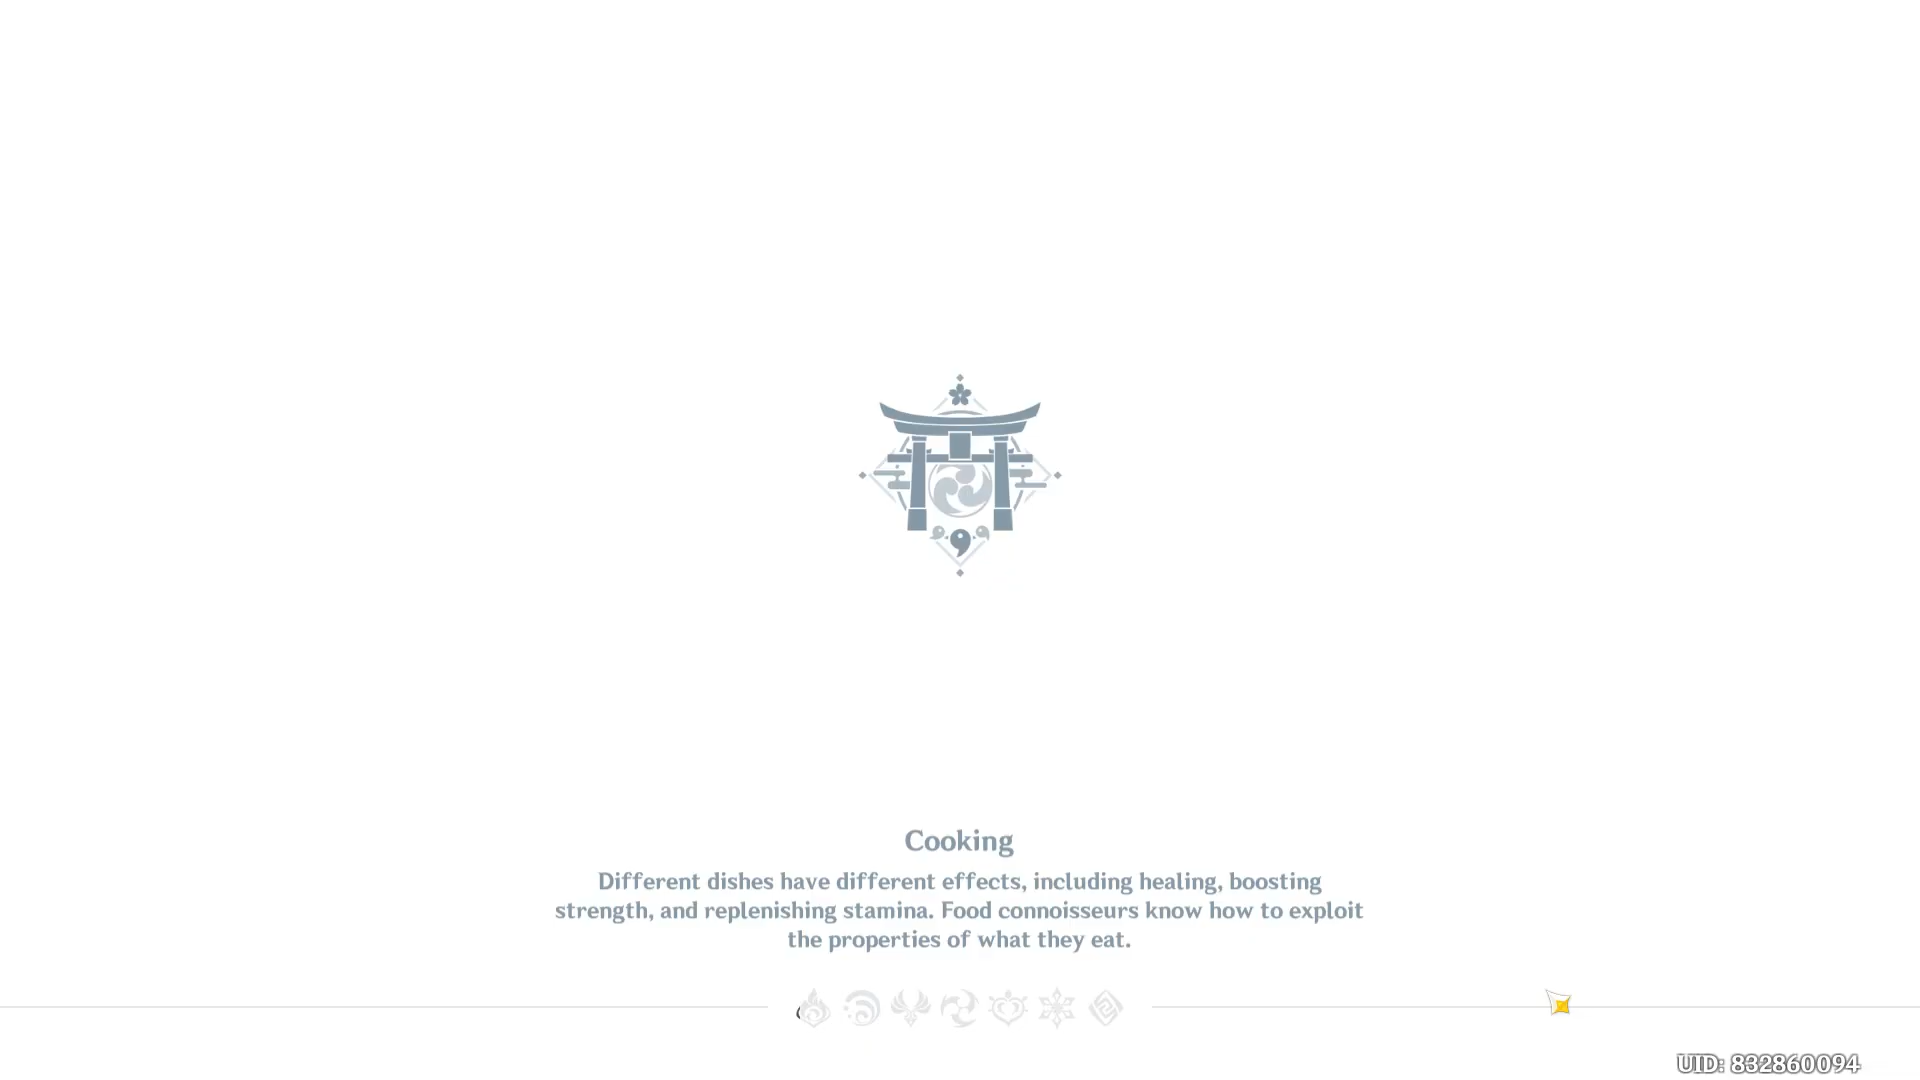 Cooking
Different dishes have different effects, including healing, boosting
strength, and replenishing stamina. Food connoisseurs know how to exploit
the properties of what they eat.
UID: 832860094